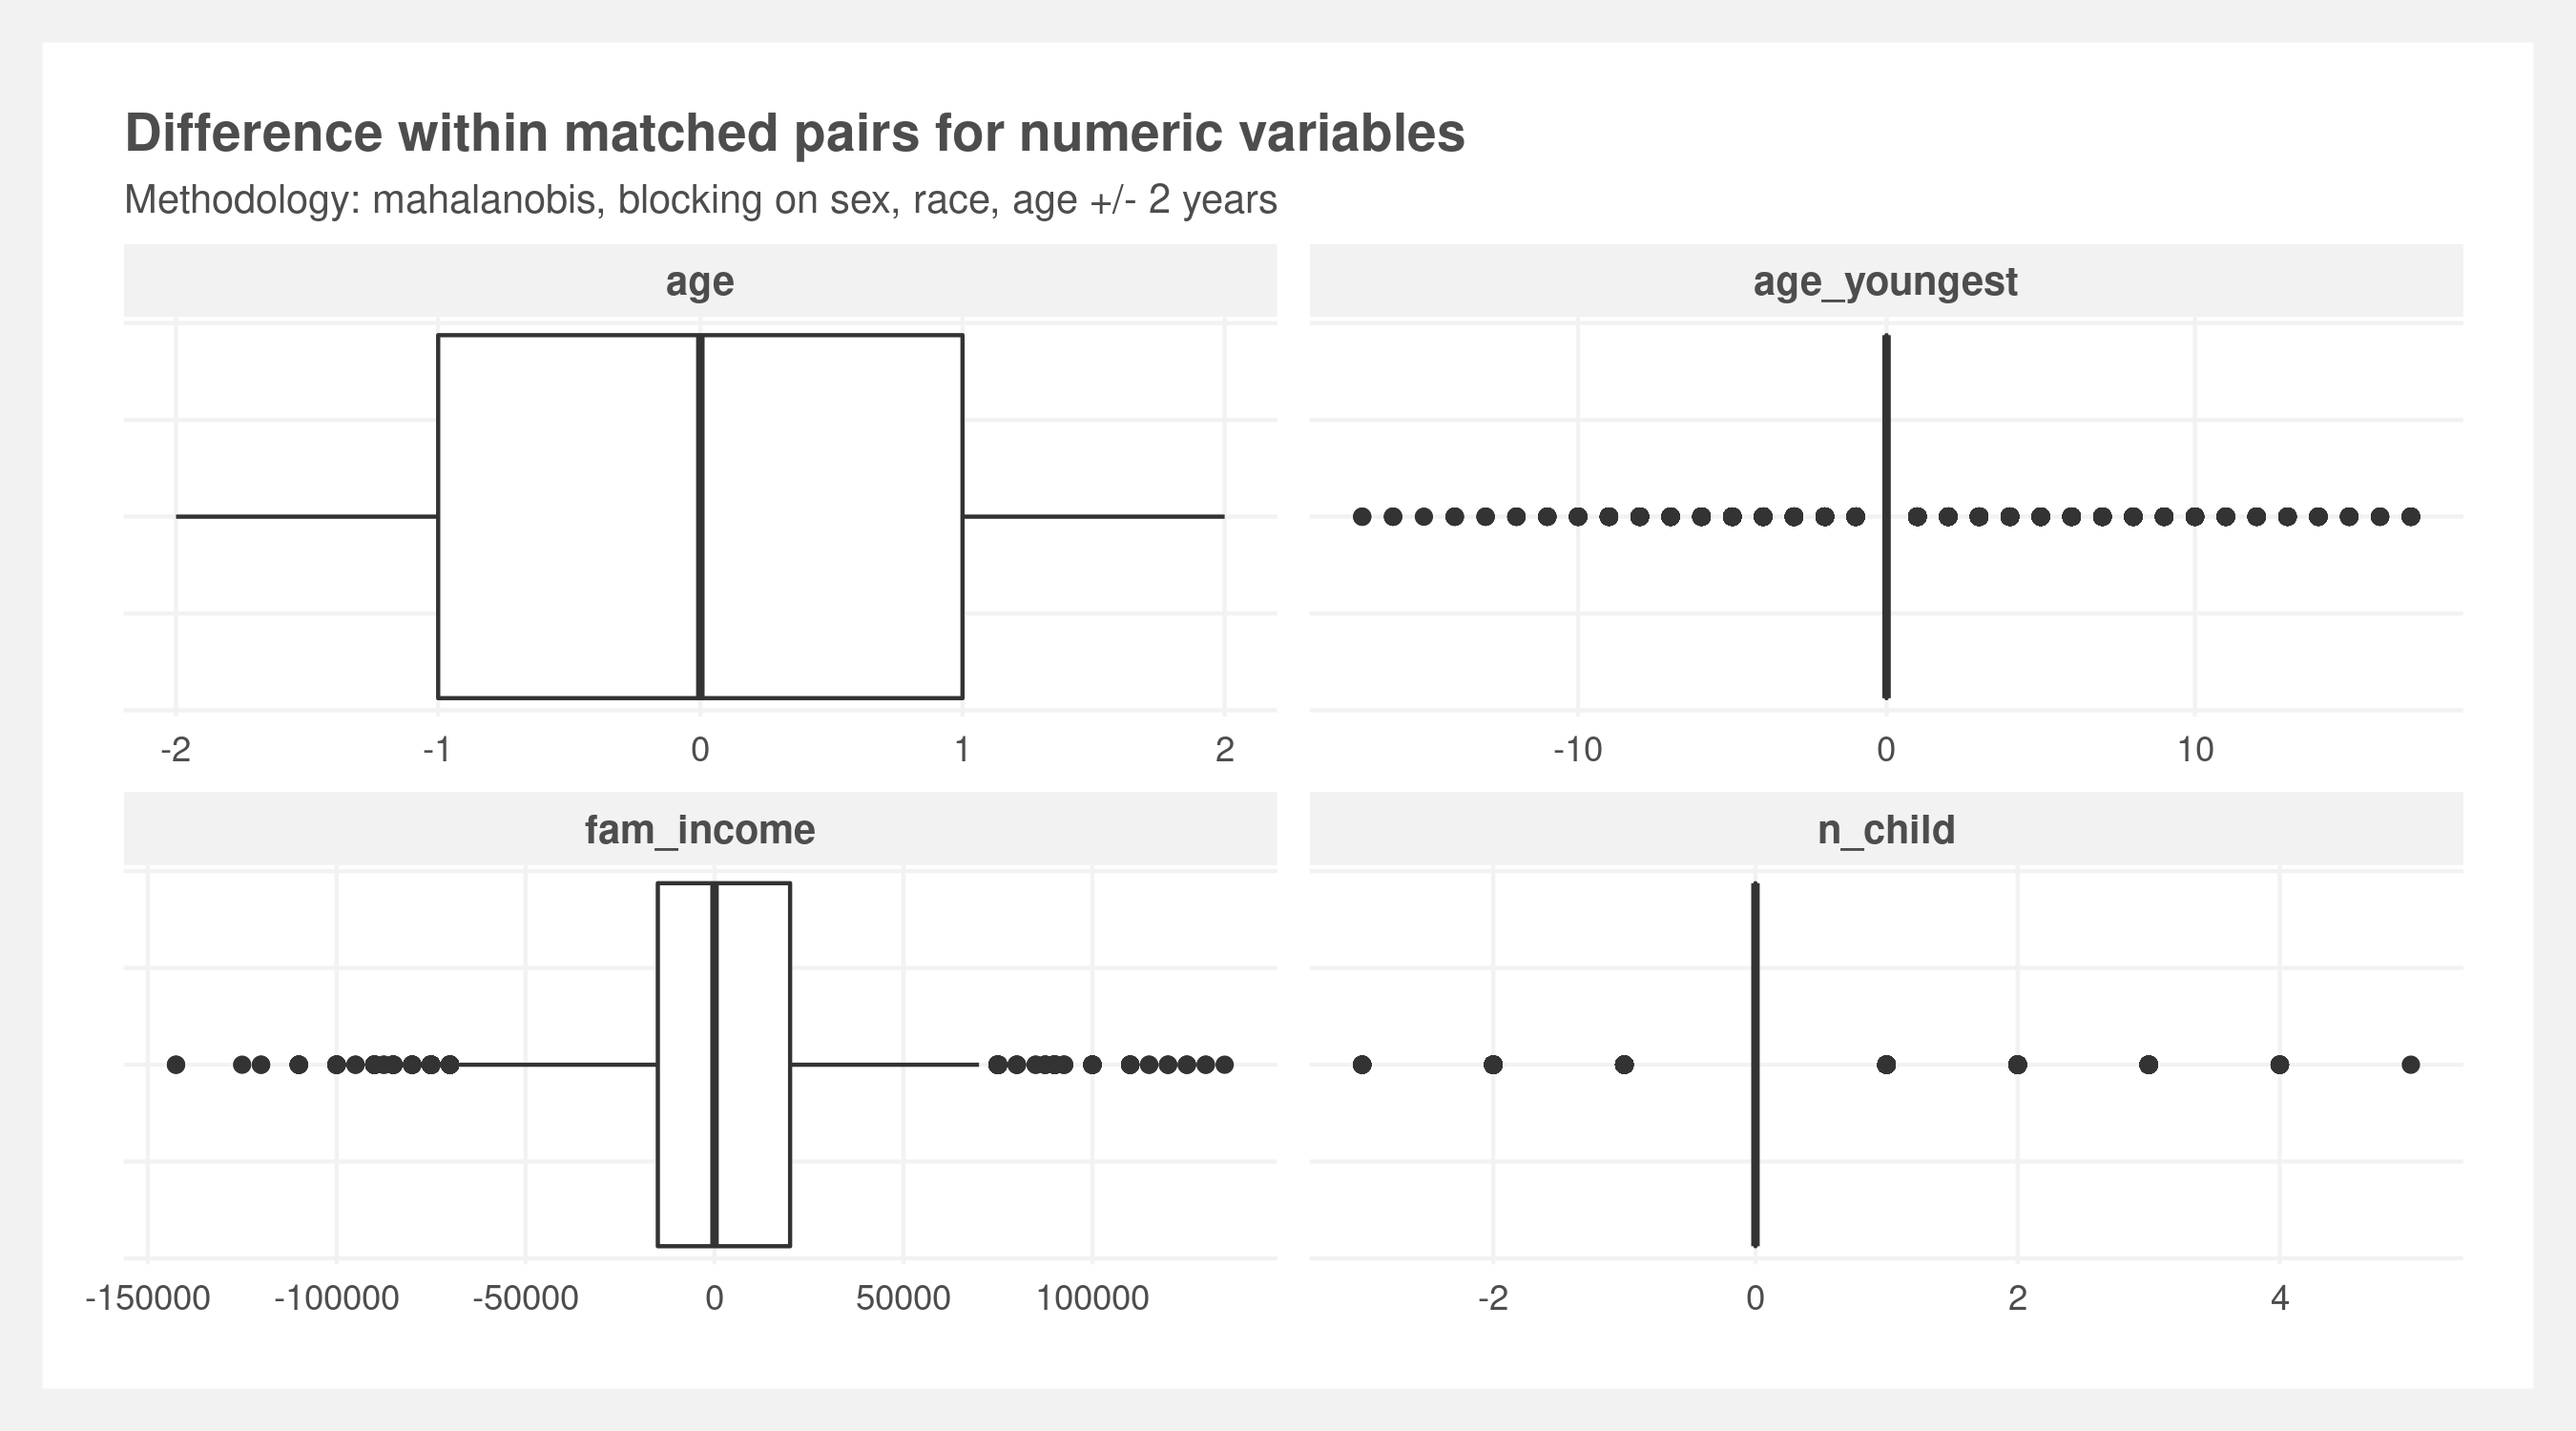 Difference within matched pairs for numeric variables
Methodology: mahalanobis, blocking on sex, race, age +/- 2 years
age
age_youngest
-2 -1 0 1 2
-10 0 10
fam_income
n_child
-150000 -100000 -50000 0 50000 100000
-2 0 2 4